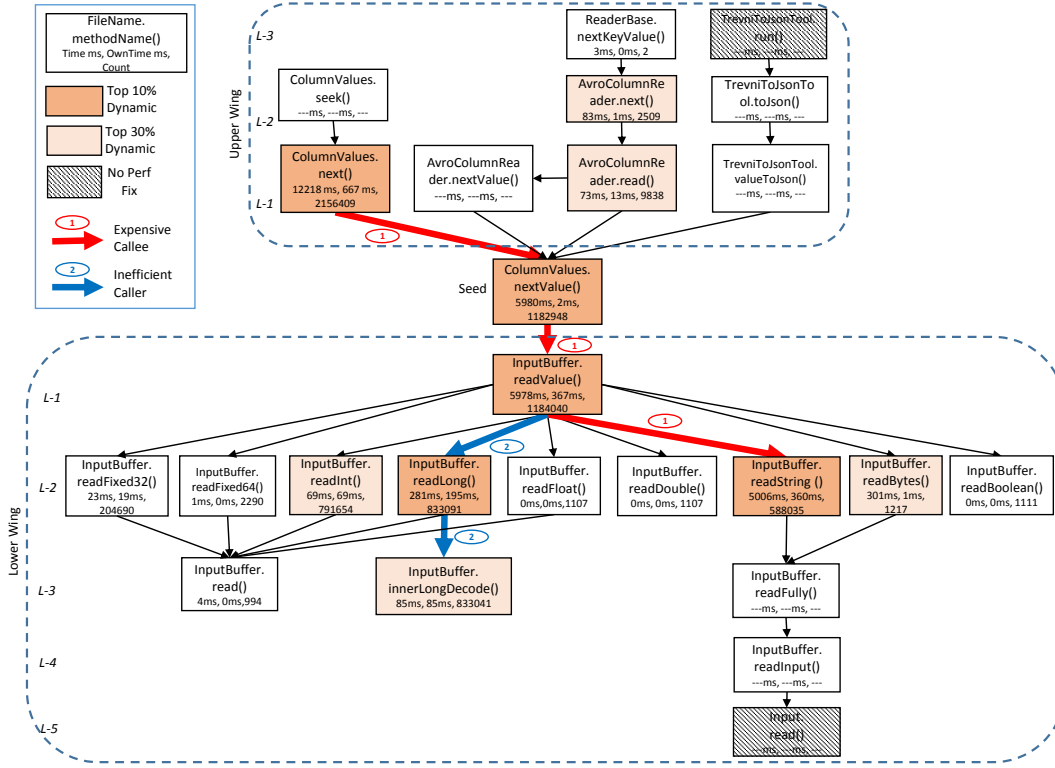 FileName.
methodName()
Time ms, OwnTime ms,
Count
Top 10%
Dynamic
Top 30%
Dynamic
No Perf
Fix
1
Expensive
Callee
2
Inefficient
Caller
Upper Wing
L-3
L-2
L-1
ReaderBase.
nextKeyValue()
3ms, 0ms, 2
TrevniToJsonTool.
run()
---ms, ---ms, ---
ColumnValues.
seek()
---ms, ---ms, ---
AvroColumnRe
ader.next()
83ms, 1ms, 2509
TrevniToJsonTo
ol.toJson()
---ms, ---ms, ---
ColumnValues.
next()
12218 ms, 667 ms,
2156409
AvroColumnRea
der.nextValue()
---ms, ---ms, ---
AvroColumnRe
ader.read()
73ms, 13ms, 9838
TrevniToJsonTool.
valueToJson()
---ms, ---ms, ---
1
Seed
ColumnValues.
nextValue()
5980ms, 2ms,
1182948
1
Lower Wing
L-1
InputBuffer.
readValue()
5978ms, 367ms,
1184040
2
1
L-2
InputBuffer.
readFixed32()
23ms, 19ms,
204690
InputBuffer.
readFixed64()
1ms, 0ms, 2290
InputBuffer.
readInt()
69ms, 69ms,
791654
InputBuffer.
readLong()
281ms, 195ms,
833091
InputBuffer.
readFloat()
0ms,0ms,1107
InputBuffer.
readDouble()
0ms, 0ms, 1107
InputBuffer.
readString ()
5006ms, 360ms,
588035
InputBuffer.
readBytes()
301ms, 1ms,
1217
InputBuffer.
readBoolean()
0ms, 0ms, 1111
2
L-3
InputBuffer.
read()
4ms, 0ms,994
InputBuffer.
innerLongDecode()
85ms, 85ms, 833041
InputBuffer.
readFully()
---ms, ---ms, ---
L-4
InputBuffer.
readInput()
---ms, ---ms, ---
L-5
Input.
read()
---ms, ---ms, ---